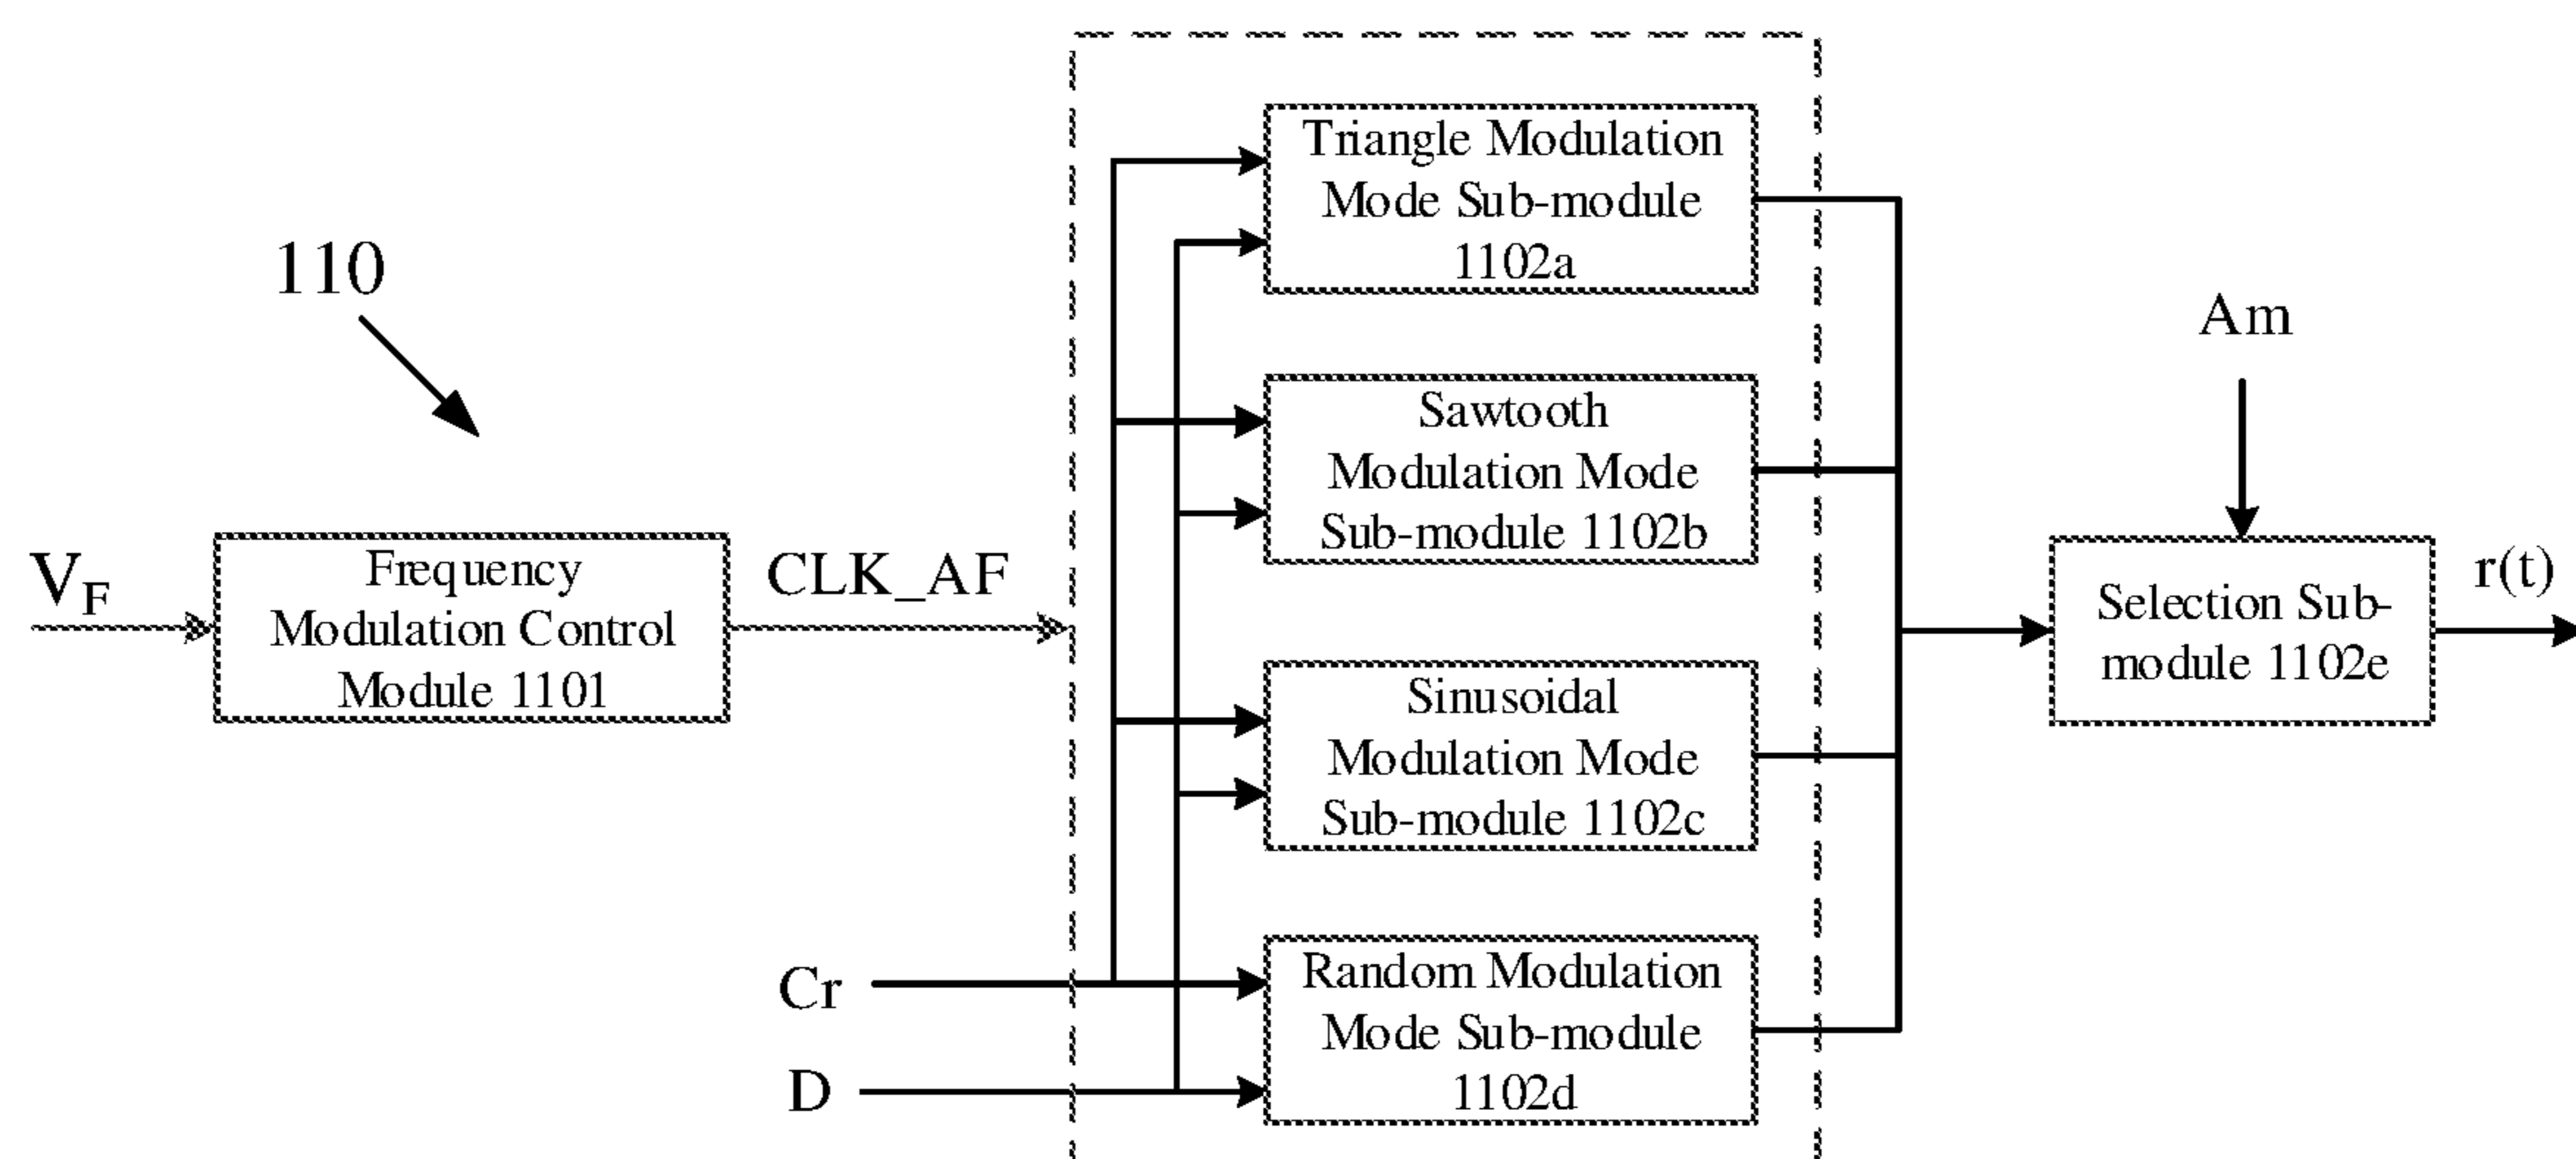 110
V_F
Frequency
Modulation Control
Module 1101
CLK_AF
Cr
D
Triangle Modulation
Mode Sub-module
1102a
Sawtooth
Modulation Mode
Sub-module 1102b
Sinusoidal
Modulation Mode
Sub-module 1102c
Random Modulation
Mode Sub-module
1102d
Am
Selection Sub-
module 1102e
r(t)